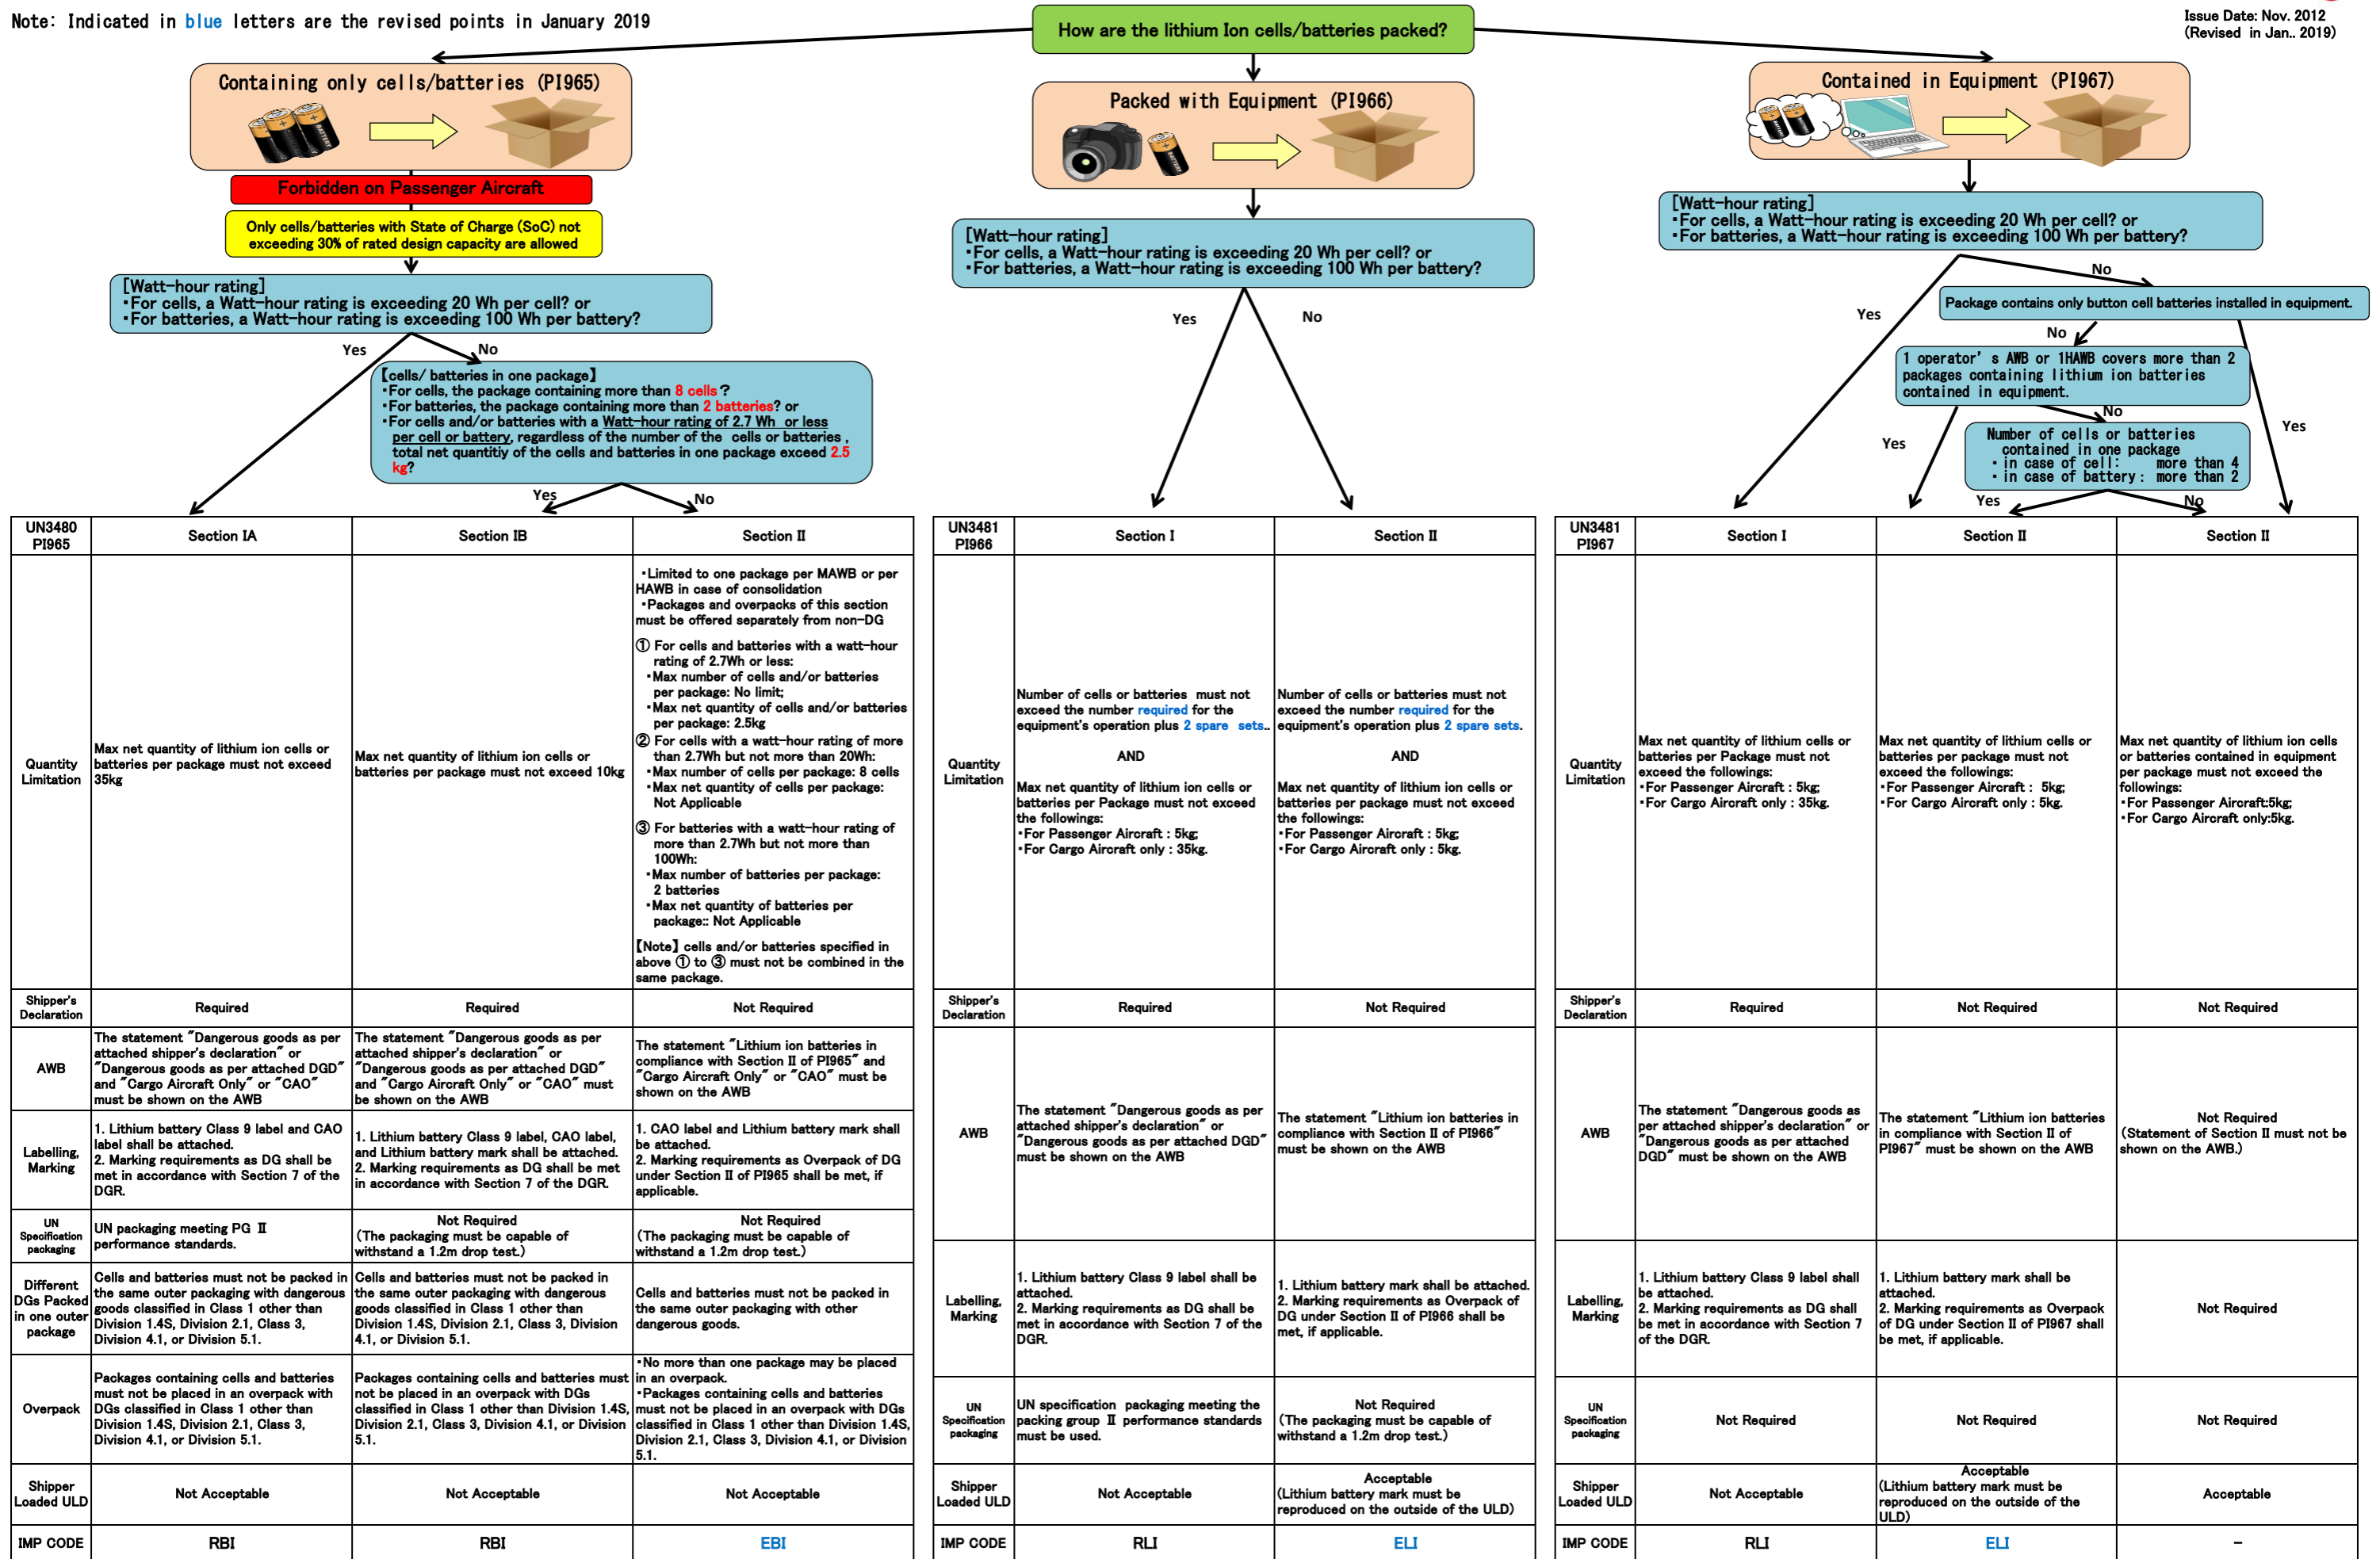 Note: Indicated in blue letters are the revised points in January 2019
Issue Date: Nov. 2012
(Revised in Jan.. 2019)
How are the lithium Ion cells/batteries packed?
Containing only cells/batteries (PI965)
Forbidden on Passenger Aircraft
Only cells/batteries with State of Charge (SoC) not
exceeding 30% of rated design capacity are allowed
[Watt-hour rating]
・For cells, a Watt-hour rating is exceeding 20 Wh per cell? or
・For batteries, a Watt-hour rating is exceeding 100 Wh per battery?
Yes
No
【cells/ batteries in one package】
・For cells, the package containing more than 8 cells ?
・For batteries, the package containing more than 2 batteries? or
・For cells and/or batteries with a Watt-hour rating of 2.7 Wh or less
per cell or battery, regardless of the number of the cells or batteries ,
total net quantitiy of the cells and batteries in one package exceed 2.5
kg?
Yes
No
Packed with Equipment (PI966)
[Watt-hour rating]
・For cells, a Watt-hour rating is exceeding 20 Wh per cell? or
・For batteries, a Watt-hour rating is exceeding 100 Wh per battery?
Yes
No
Contained in Equipment (PI967)
[Watt-hour rating]
・For cells, a Watt-hour rating is exceeding 20 Wh per cell? or
・For batteries, a Watt-hour rating is exceeding 100 Wh per battery?
Yes
No
Package contains only button cell batteries installed in equipment.
No
Yes
1 operator's AWB or 1HAWB covers more than 2
packages containing lithium ion batteries
contained in equipment.
Yes
No
Number of cells or batteries
contained in one package
・in case of cell: more than 4
・in case of battery: more than 2
Yes
No
UN3480
PI965
Section IA
Section IB
Section II
Quantity
Limitation
Max net quantity of lithium ion cells or
batteries per package must not exceed
35kg
Max net quantity of lithium ion cells or
batteries per package must not exceed 10kg
・Limited to one package per MAWB or per
HAWB in case of consolidation
・Packages and overpacks of this section
must be offered separately from non-DG
① For cells and batteries with a watt-hour
rating of 2.7Wh or less:
・Max number of cells and/or batteries
per package: No limit;
・Max net quantity of cells and/or batteries
per package: 2.5kg
② For cells with a watt-hour rating of more
than 2.7Wh but not more than 20Wh:
・Max number of cells per package: 8 cells
・Max net quantity of cells per package:
Not Applicable
③ For batteries with a watt-hour rating of
more than 2.7Wh but not more than
100Wh:
・Max number of batteries per package:
2 batteries
・Max net quantity of batteries per
package:: Not Applicable
【Note】 cells and/or batteries specified in
above ① to ③ must not be combined in the
same package.
Shipper's
Declaration
Required
Required
Not Required
AWB
The statement "Dangerous goods as per
attached shipper's declaration" or
"Dangerous goods as per attached DGD"
and "Cargo Aircraft Only" or "CAO"
must be shown on the AWB
The statement "Dangerous goods as per
attached shipper's declaration" or
"Dangerous goods as per attached DGD"
and "Cargo Aircraft Only" or "CAO" must
be shown on the AWB
The statement "Lithium ion batteries in
compliance with Section II of PI965" and
"Cargo Aircraft Only" or "CAO" must be
shown on the AWB
Labelling,
Marking
1. Lithium battery Class 9 label and CAO
label shall be attached.
2. Marking requirements as DG shall be
met in accordance with Section 7 of the
DGR.
1. Lithium battery Class 9 label, CAO label,
and Lithium battery mark shall be attached.
2. Marking requirements as DG shall be met
in accordance with Section 7 of the DGR.
1. CAO label and Lithium battery mark shall
be attached.
2. Marking requirements as Overpack of DG
under Section II of PI965 shall be met, if
applicable.
UN
Specification
packaging
UN packaging meeting PG Ⅱ
performance standards.
Not Required
(The packaging must be capable of
withstand a 1.2m drop test.)
Not Required
(The packaging must be capable of
withstand a 1.2m drop test.)
Different
DGs Packed
in one outer
package
Cells and batteries must not be packed in
the same outer packaging with dangerous
goods classified in Class 1 other than
Division 1.4S, Division 2.1, Class 3,
Division 4.1, or Division 5.1.
Cells and batteries must not be packed in
the same outer packaging with dangerous
goods classified in Class 1 other than
Division 1.4S, Division 2.1, Class 3, Division
4.1, or Division 5.1.
Cells and batteries must not be packed in
the same outer packaging with other
dangerous goods.
Overpack
Packages containing cells and batteries
must not be placed in an overpack with
DGs classified in Class 1 other than
Division 1.4S, Division 2.1, Class 3,
Division 4.1, or Division 5.1.
Packages containing cells and batteries must
not be placed in an overpack with DGs
classified in Class 1 other than Division 1.4S,
Division 2.1, Class 3, Division 4.1, or Division
5.1.
・No more than one package may be placed
in an overpack.
・Packages containing cells and batteries
must not be placed in an overpack with DGs
classified in Class 1 other than Division 1.4S,
Division 2.1, Class 3, Division 4.1, or Division
5.1.
Shipper
Loaded ULD
Not Acceptable
Not Acceptable
Not Acceptable
IMP CODE
RBI
RBI
EBI
UN3481
PI966
Section I
Section II
Quantity
Limitation
Number of cells or batteries must not
exceed the number required for the
equipment's operation plus 2 spare sets..
AND
Max net quantity of lithium ion cells or
batteries per Package must not exceed
the followings:
・For Passenger Aircraft : 5kg;
・For Cargo Aircraft only : 35kg.
Number of cells or batteries must not
exceed the number required for the
equipment's operation plus 2 spare sets.
AND
Max net quantity of lithium ion cells or
batteries per package must not exceed
the followings:
・For Passenger Aircraft : 5kg;
・For Cargo Aircraft only : 5kg.
Shipper's
Declaration
Required
Not Required
AWB
The statement "Dangerous goods as per
attached shipper's declaration" or
"Dangerous goods as per attached DGD"
must be shown on the AWB
The statement "Lithium ion batteries in
compliance with Section II of PI966"
must be shown on the AWB
Labelling,
Marking
1. Lithium battery Class 9 label shall be
attached.
2. Marking requirements as DG shall be
met in accordance with Section 7 of the
DGR.
1. Lithium battery mark shall be attached.
2. Marking requirements as Overpack of
DG under Section II of PI966 shall be
met, if applicable.
UN
Specification
packaging
UN specification packaging meeting the
packing group Ⅱ performance standards
must be used.
Not Required
(The packaging must be capable of
withstand a 1.2m drop test.)
Shipper
Loaded ULD
Not Acceptable
Acceptable
(Lithium battery mark must be
reproduced on the outside of the ULD)
IMP CODE
RLI
ELI
UN3481
PI967
Section I
Section II
Section II
Quantity
Limitation
Max net quantity of lithium cells or
batteries per Package must not
exceed the followings:
・For Passenger Aircraft : 5kg;
・For Cargo Aircraft only : 35kg.
Max net quantity of lithium cells or
batteries per package must not
exceed the followings:
・For Passenger Aircraft : 5kg;
・For Cargo Aircraft only : 5kg.
Max net quantity of lithium ion cells
or batteries contained in equipment
per package must not exceed the
followings:
・For Passenger Aircraft:5kg;
・For Cargo Aircraft only:5kg.
Shipper's
Declaration
Required
Not Required
Not Required
AWB
The statement "Dangerous goods as
per attached shipper's declaration" or
"Dangerous goods as per attached
DGD" must be shown on the AWB
The statement "Lithium ion batteries
in compliance with Section II of
PI967" must be shown on the AWB
Not Required
(Statement of Section II must not be
shown on the AWB.)
Labelling,
Marking
1. Lithium battery Class 9 label shall
be attached.
2. Marking requirements as DG shall
be met in accordance with Section 7
of the DGR.
1. Lithium battery mark shall be
attached.
2. Marking requirements as Overpack
of DG under Section II of PI967 shall
be met, if applicable.
Not Required
UN
Specification
packaging
Not Required
Not Required
Not Required
Shipper
Loaded ULD
Not Acceptable
Acceptable
(Lithium battery mark must be
reproduced on the outside of the
ULD)
Acceptable
IMP CODE
RLI
ELI
-